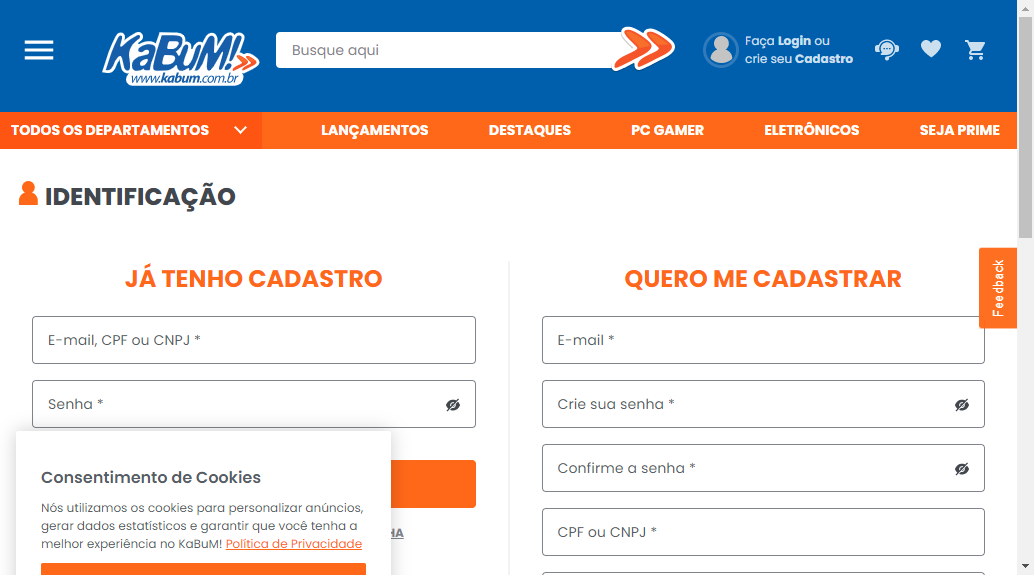 KaBuM!
www.kabum.com.br
Busque aqui
Faça Login ou
crie seu Cadastro
TODOS OS DEPARTAMENTOS
LANÇAMENTOS
DESTAQUES
PC GAMER
ELETRÔNICOS
SEJA PRIME
IDENTIFICAÇÃO
Feedback
JÁ TENHO CADASTRO
E-mail, CPF ou CNPJ *
Senha *
HA
QUERO ME CADASTRAR
E-mail *
Crie sua senha *
Confirme a senha *
CPF ou CNPJ *
Consentimento de Cookies
Nós utilizamos os cookies para personalizar anúncios,
gerar dados estatísticos e garantir que você tenha a
melhor experiência no KaBuM! Política de Privacidade